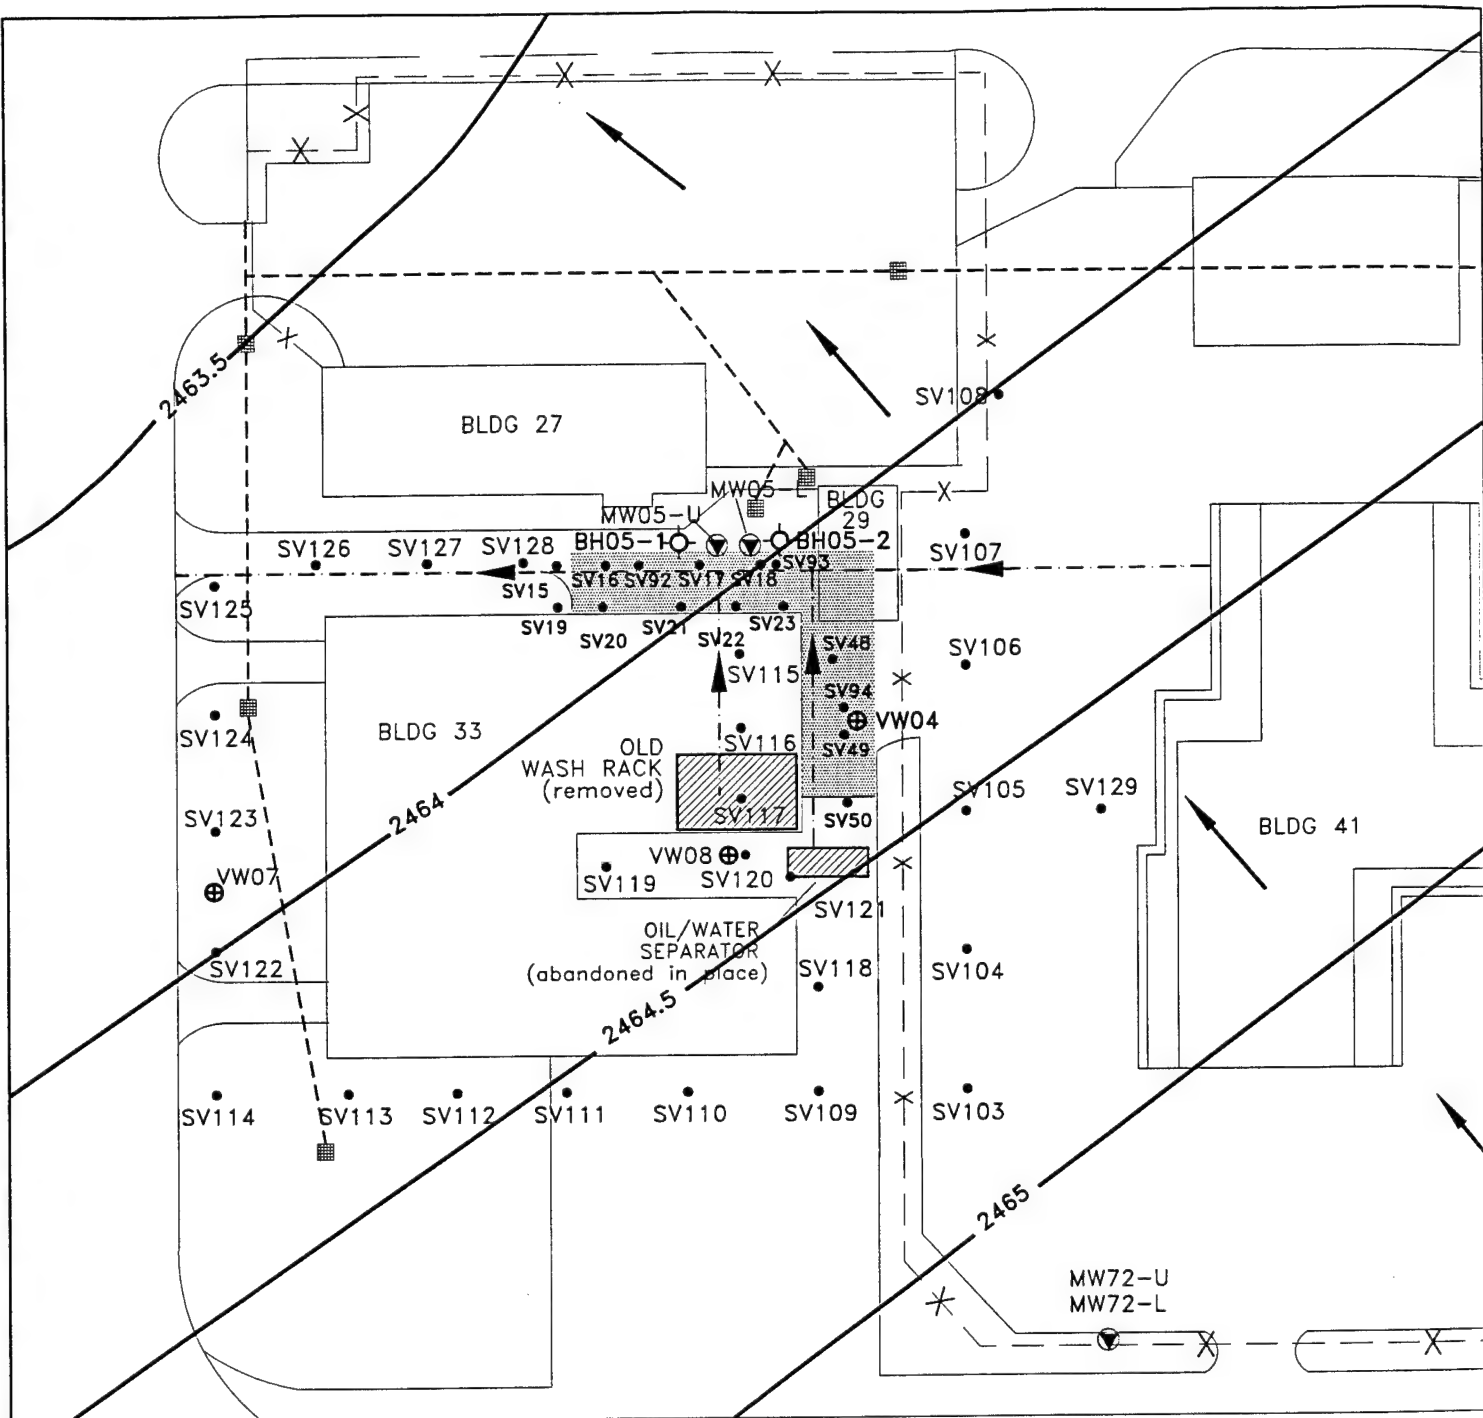 SV108
2463.5
BLDG 27
MW05-L
BLDG
29
MW05-U
BH05-1
BH05-2
SV107
SV126
SV127
SV128
SV15
SV16
SV92
SV17
SV18
SV93
SV125
SV19
SV20
SV21
SV22
SV23
SV48
SV106
SV115
SV94
VW04
SV124
BLDG 33
SV116
SV49
OLD
WASH RACK
(removed)
SV117
SV50
SV105
SV129
BLDG 41
SV123
2464
VW08
SV120
SV119
VW07
SV121
OIL/WATER
SEPARATOR
(abandoned in place)
SV118
SV104
SV122
2464.5
SV114
SV113
SV112
SV111
SV110
SV109
SV103
2465
MW72-U
MW72-L